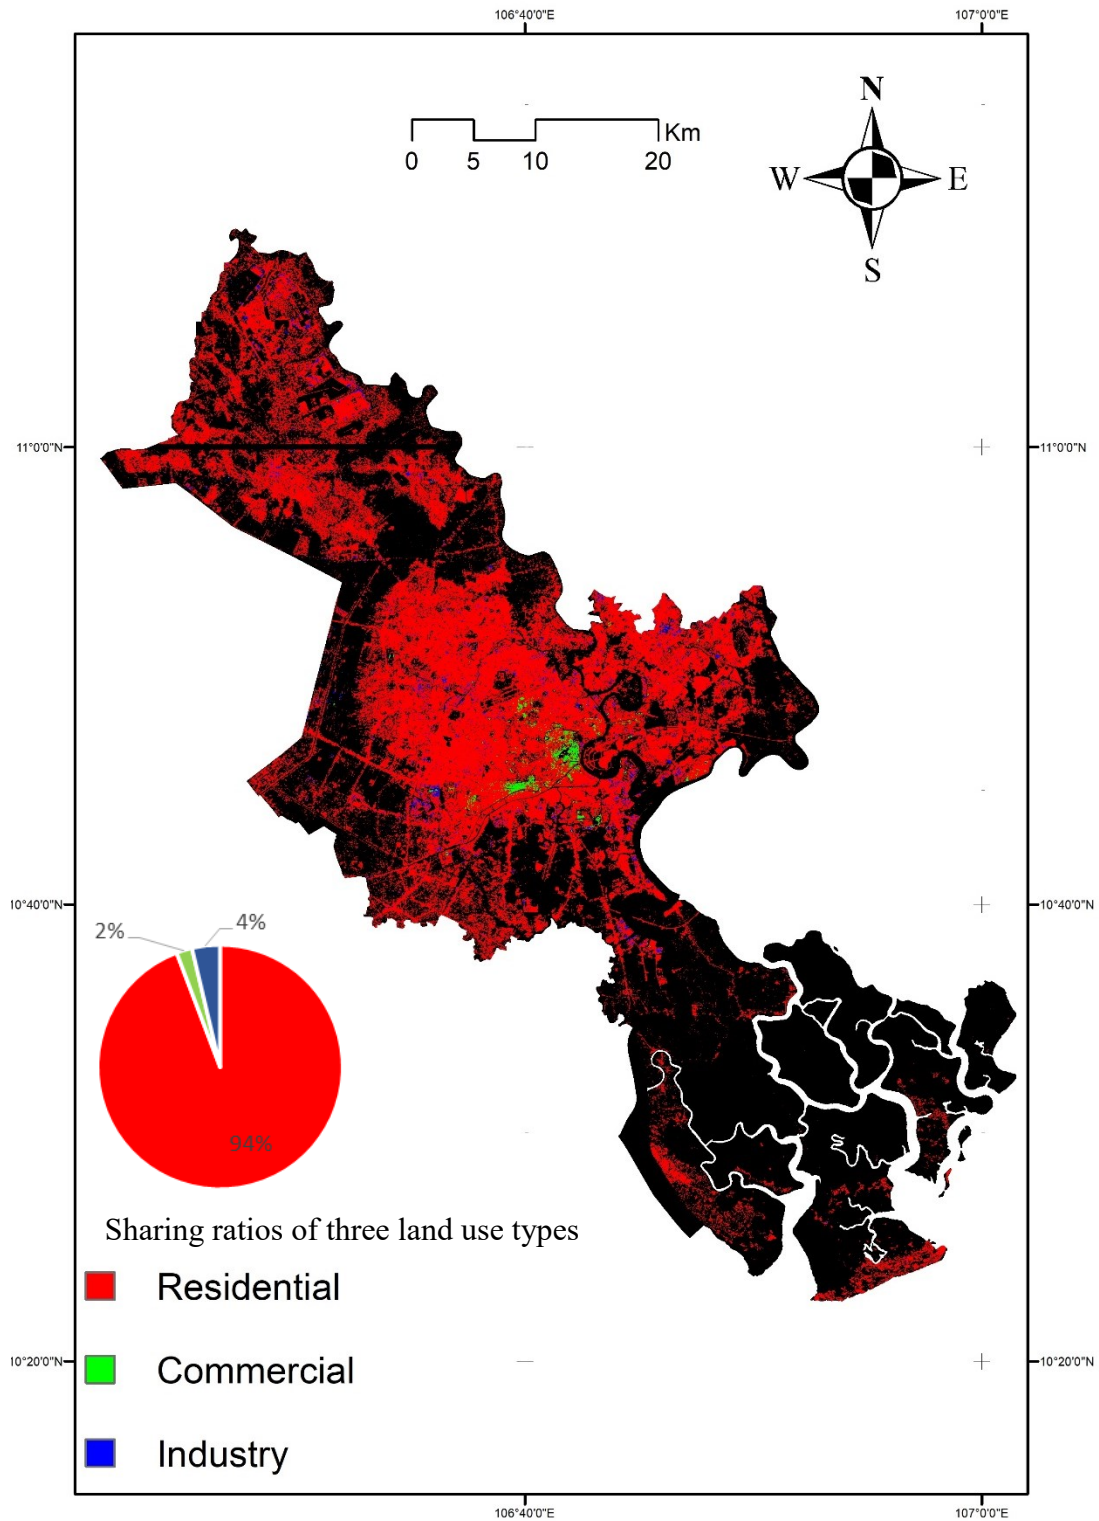 106°40'0"E 107°0'0"E
N
W E
S
Km
0 5 10 20
11°0'0"N 11°0'0"N
10°40'0"N 10°40'0"N
2% 4%
94%
Sharing ratios of three land use types
Residential
10°20'0"N 10°20'0"N
Commercial
Industry
106°40'0"E 107°0'0"E